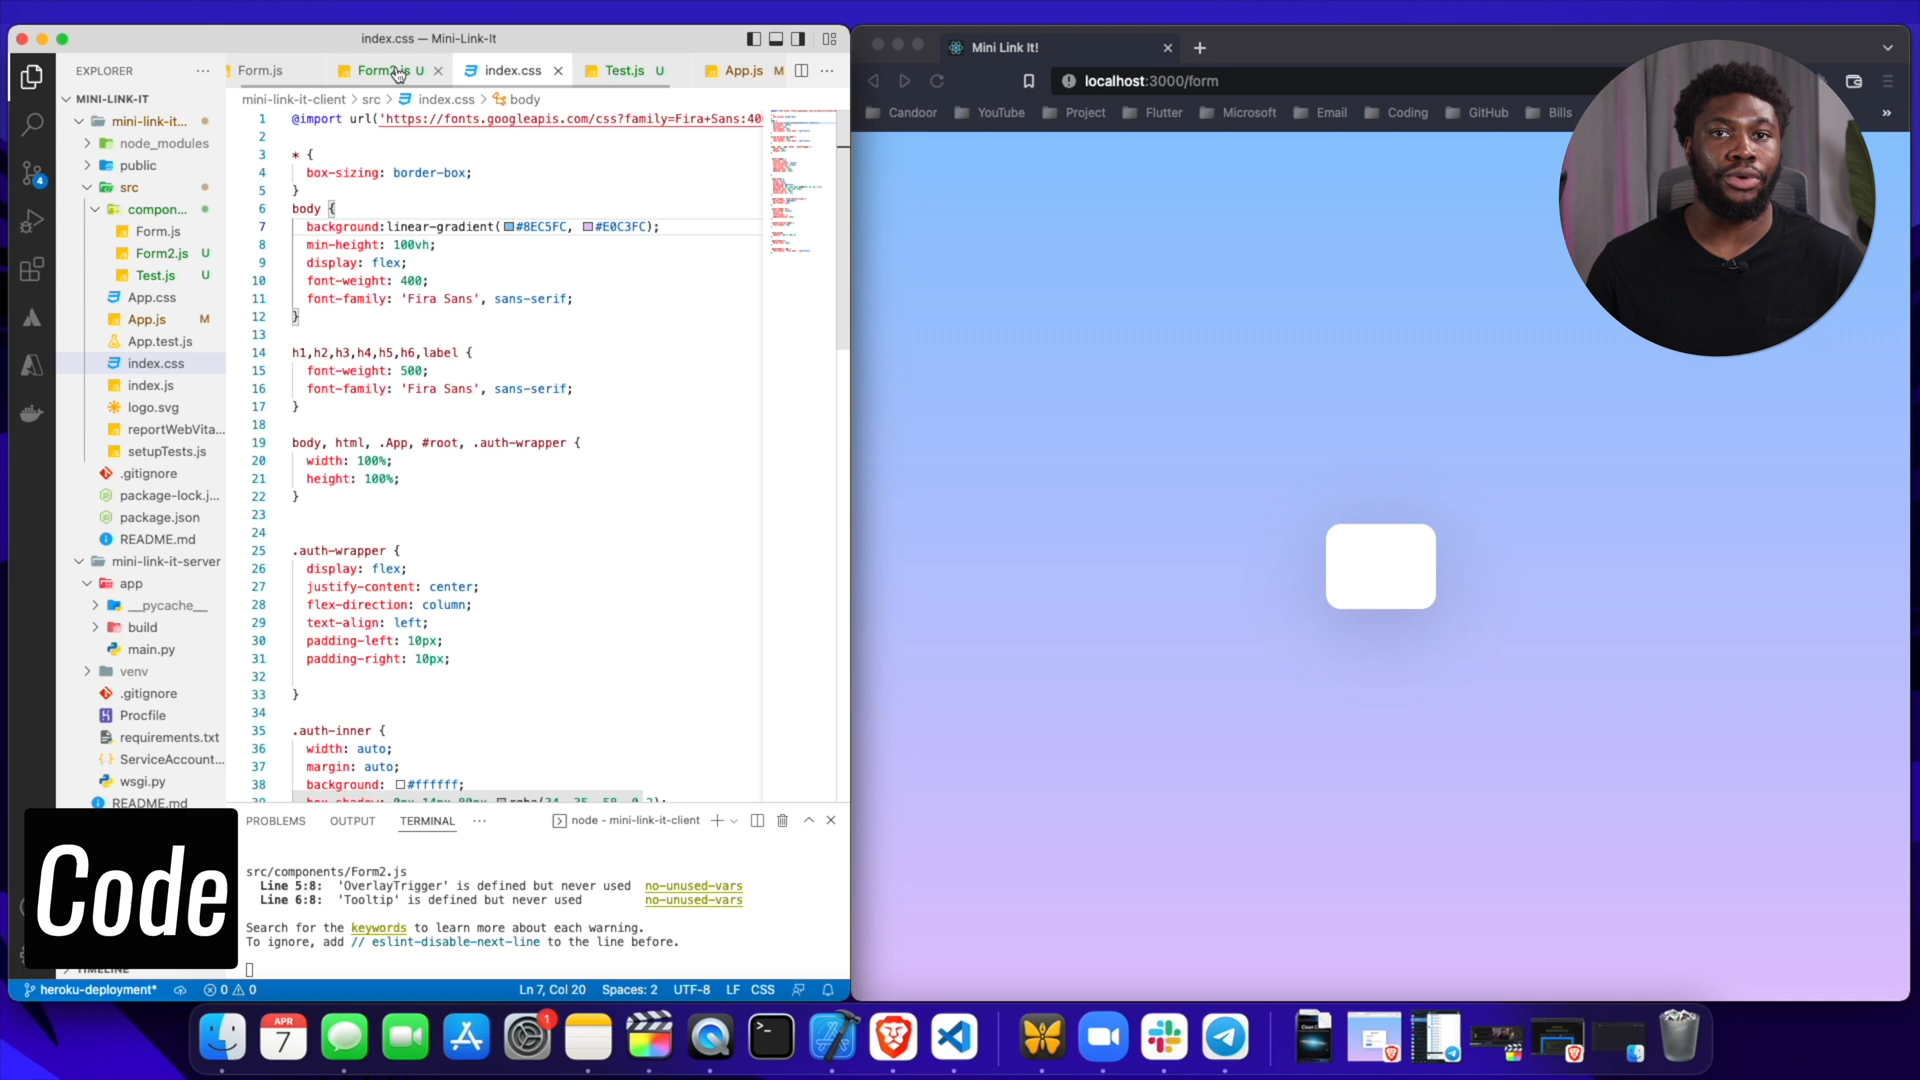 index.css — Mini-Link-It
Mini Link It!
localhost:3000/form
Candoor
YouTube
Project
Flutter
Microsoft
Email
Coding
GitHub
Bills
»
EXPLORER
MINI-LINK-IT
mini-link-it...
node_modules
public
src
compon...
Form.js
Form2.js U
Test.js U
App.css
App.js M
App.test.js
index.css
index.js
logo.svg
reportWebVita...
setupTests.js
.gitignore
package-lock.j...
package.json
README.md
mini-link-it-server
app
__pycache__
build
main.py
venv
.gitignore
Procfile
requirements.txt
ServiceAccount...
wsgi.py
README.md
TIMELINE
4
Form.js
Form2.js U
index.css
Test.js U
App.js M
mini-link-it-client > src > index.css > body
1 @import url('https://fonts.googleapis.com/css?family=Fira+Sans:40
2
3 * {
4 box-sizing: border-box;
5 }
6 body {
7 background:linear-gradient(#8EC5FC, #E0C3FC);
8 min-height: 100vh;
9 display: flex;
10 font-weight: 400;
11 font-family: 'Fira Sans', sans-serif;
12 }
13
14 h1,h2,h3,h4,h5,h6,label {
15 font-weight: 500;
16 font-family: 'Fira Sans', sans-serif;
17 }
18
19 body, html, .App, #root, .auth-wrapper {
20 width: 100%;
21 height: 100%;
22 }
23
24
25 .auth-wrapper {
26 display: flex;
27 justify-content: center;
28 flex-direction: column;
29 text-align: left;
30 padding-left: 10px;
31 padding-right: 10px;
32
33 }
34
35 .auth-inner {
36 width: auto;
37 margin: auto;
38 background: #ffffff;
39 box-shadow: 0px 14px 80px rgba(34, 35, 58, 0.2);
PROBLEMS
OUTPUT
TERMINAL
node - mini-link-it-client
src/components/Form2.js
Line 5:8: 'OverlayTrigger' is defined but never used no-unused-vars
Line 6:8: 'Tooltip' is defined but never used no-unused-vars
Search for the keywords to learn more about each warning.
To ignore, add // eslint-disable-next-line to the line before.
Code
heroku-deployment*
0
0
Ln 7, Col 20
Spaces: 2
UTF-8
LF
CSS
APR
7
1